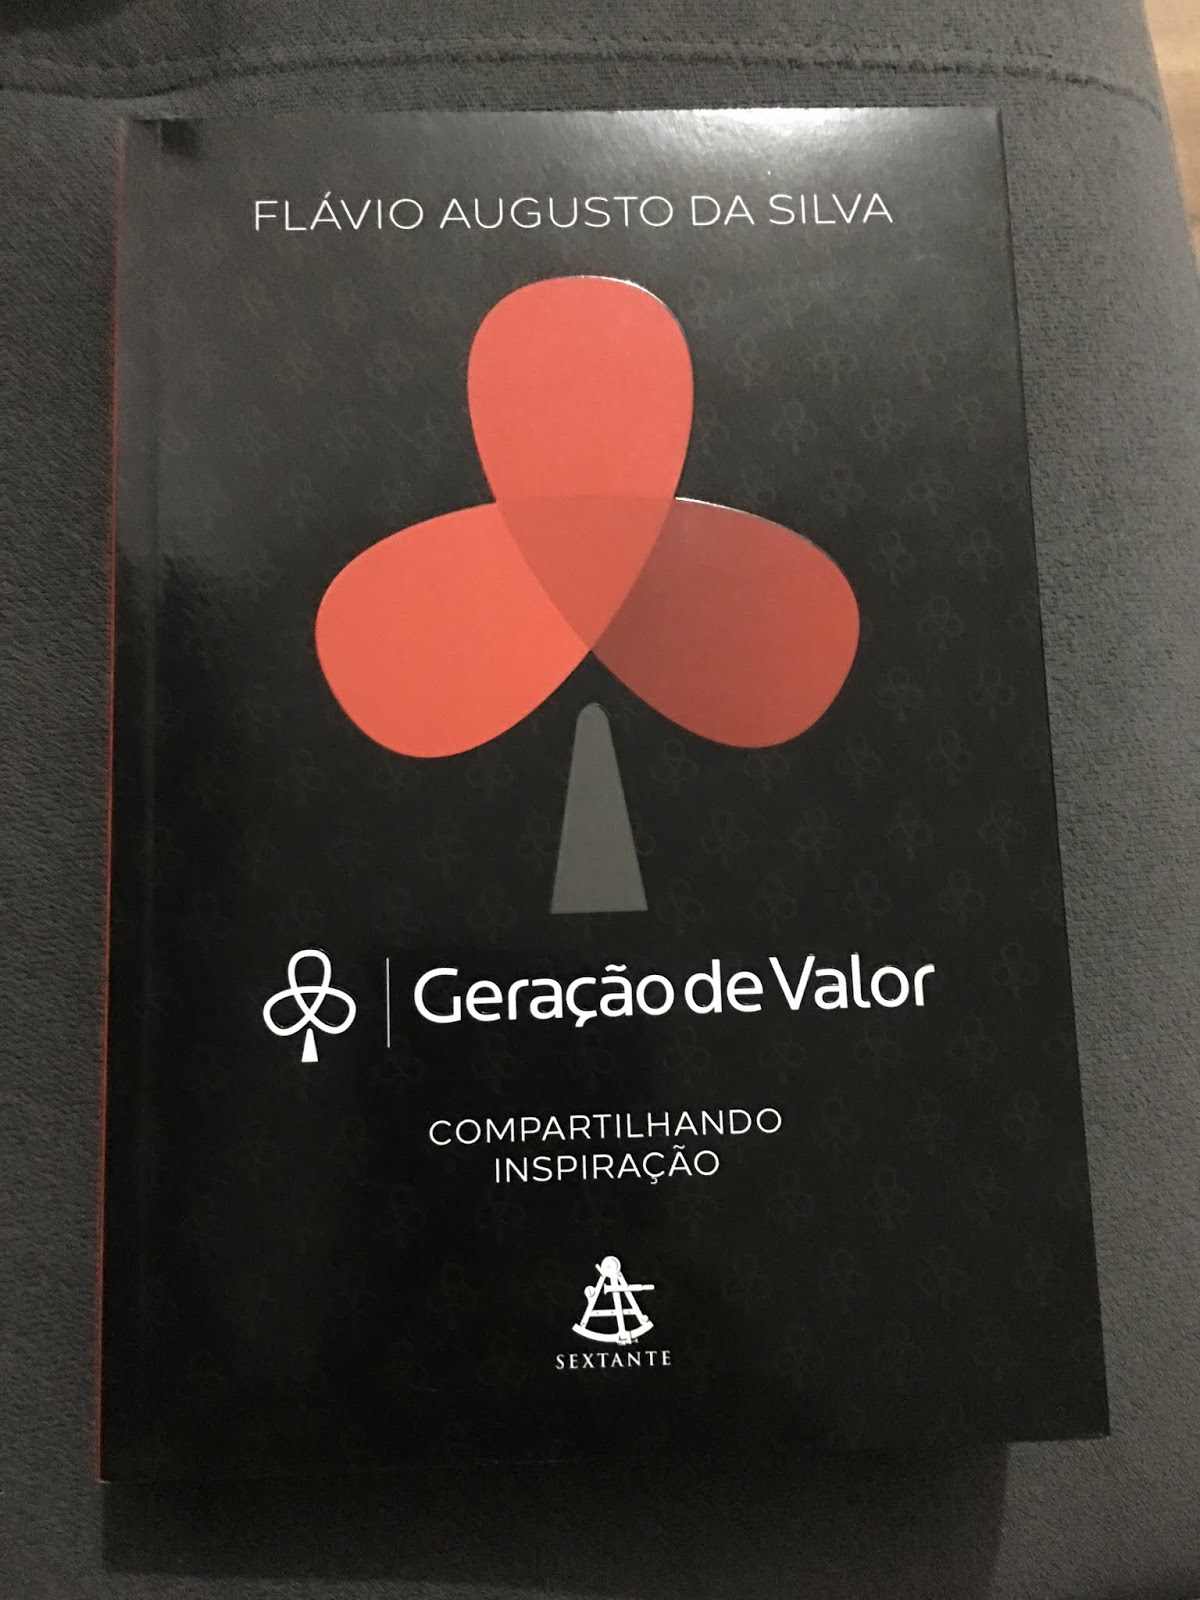 FLÁVIO AUGUSTO DA SILVA
Geração de Valor
COMPARTILHANDO
INSPIRAÇÃO
SEXTANTE